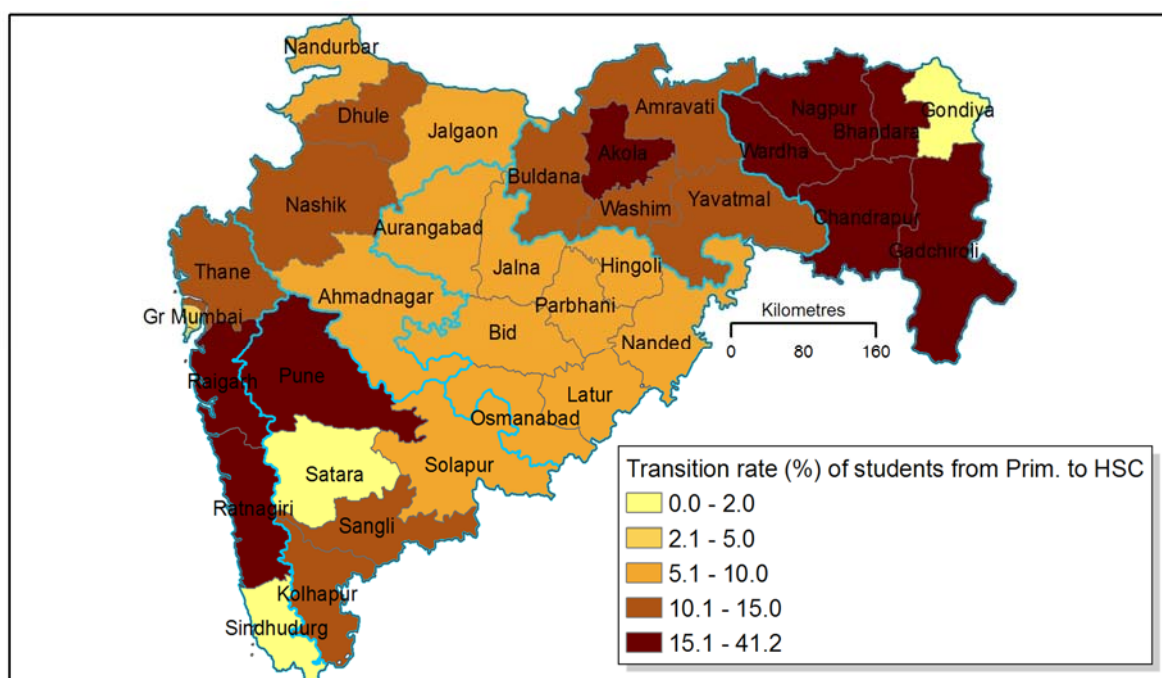 Nandurbar
Dhule
Jalgaon
Amravati
Nagpur
Gondiya
Bhandara
Akola
Wardha
Buldana
Nashik
Washim
Yavatmal
Aurangabad
Chandrapur
Gadchiroli
Thane
Jalna
Hingoli
Ahmadnagar
Parbhani
Gr Mumbai
Bid
Nanded
Kilometres
0 80 160
Raigarh
Pune
Latur
Osmanabad
Satara
Solapur
Ratnagiri
Sangli
Kolhapur
Sindhudurg
Transition rate (%) of students from Prim. to HSC
0.0 - 2.0
2.1 - 5.0
5.1 - 10.0
10.1 - 15.0
15.1 - 41.2